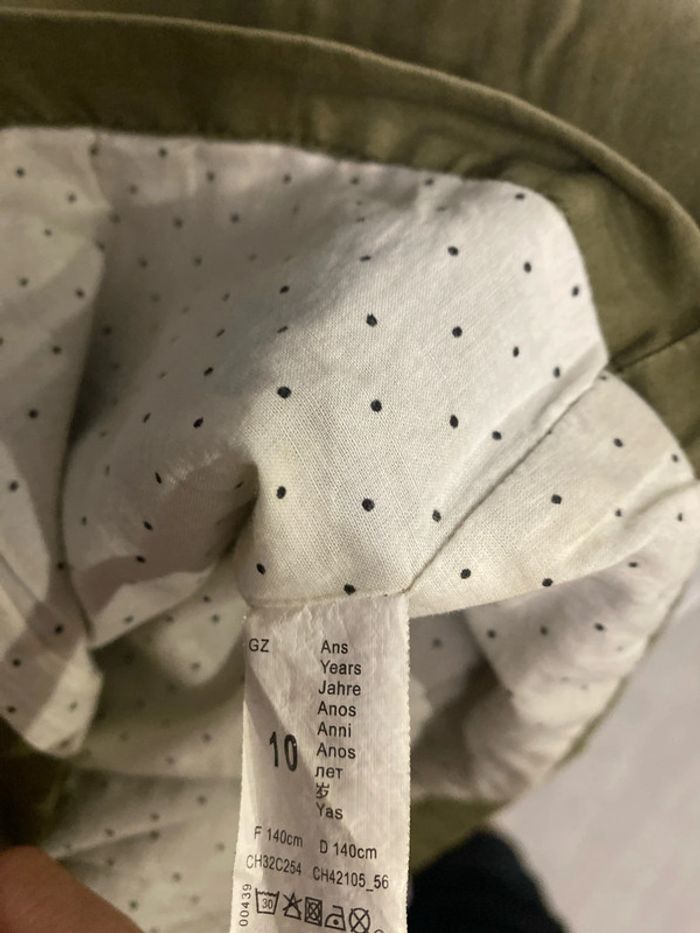 GZ
Ans
Years
Jahre
Anos
Anni
Anos
лет
岁
Yas
10
F 140cm D 140cm
CH32C254 CH42105_56
00439
30